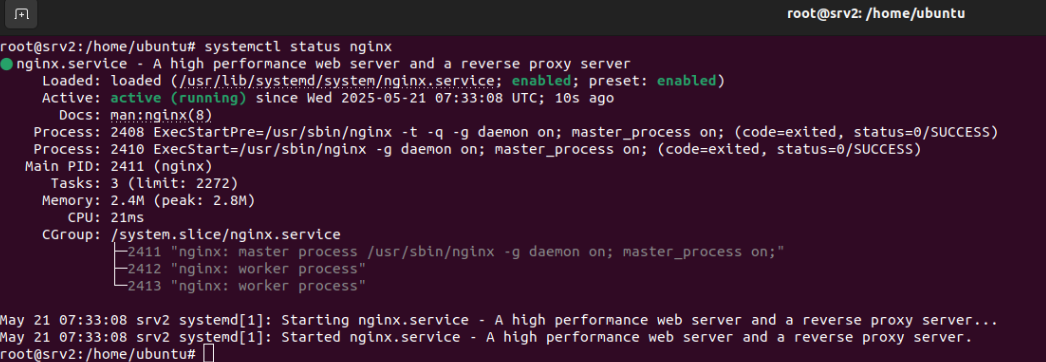 root@srv2: /home/ubuntu
root@srv2:/home/ubuntu# systemctl status nginx
● nginx.service - A high performance web server and a reverse proxy server
     Loaded: loaded (/usr/lib/systemd/system/nginx.service; enabled; preset: enabled)
     Active: active (running) since Wed 2025-05-21 07:33:08 UTC; 10s ago
       Docs: man:nginx(8)
    Process: 2408 ExecStartPre=/usr/sbin/nginx -t -q -g daemon on; master_process on; (code=exited, status=0/SUCCESS)
    Process: 2410 ExecStart=/usr/sbin/nginx -g daemon on; master_process on; (code=exited, status=0/SUCCESS)
   Main PID: 2411 (nginx)
      Tasks: 3 (limit: 2272)
     Memory: 2.4M (peak: 2.8M)
        CPU: 21ms
     CGroup: /system.slice/nginx.service
             ├─2411 "nginx: master process /usr/sbin/nginx -g daemon on; master_process on;"
             ├─2412 "nginx: worker process"
             └─2413 "nginx: worker process"
May 21 07:33:08 srv2 systemd[1]: Starting nginx.service - A high performance web server and a reverse proxy server...
May 21 07:33:08 srv2 systemd[1]: Started nginx.service - A high performance web server and a reverse proxy server.
root@srv2:/home/ubuntu#